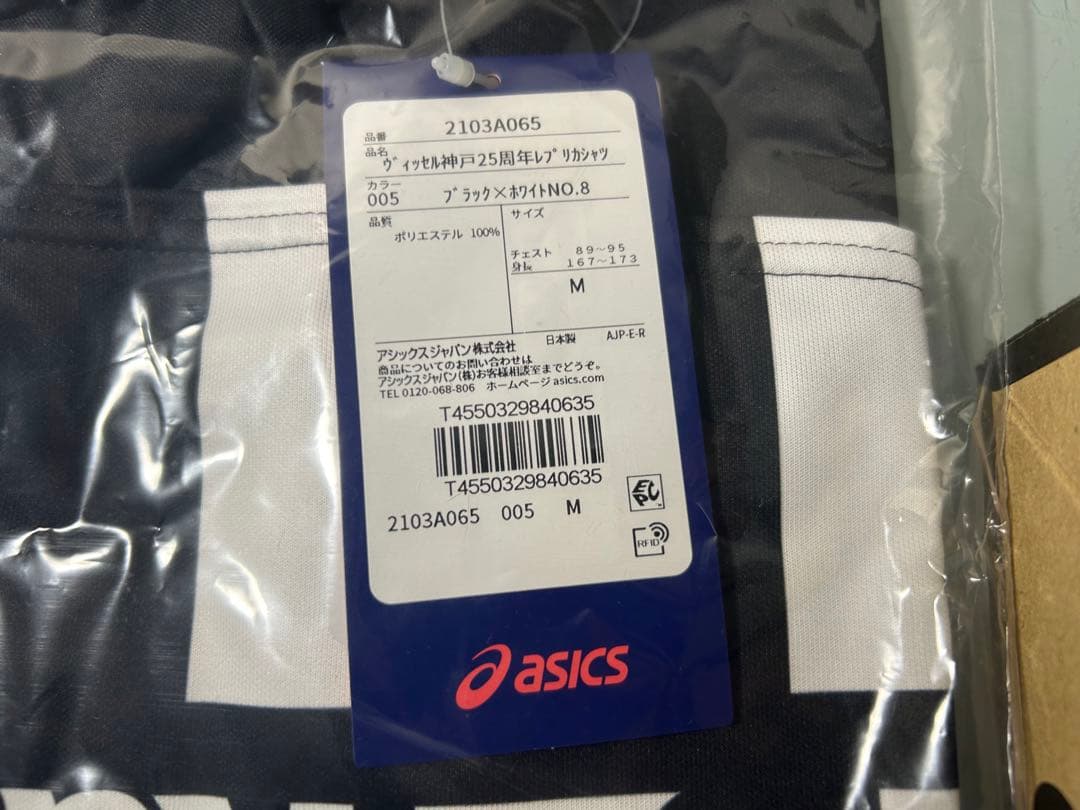 品番 2103A065
品名 ヴィッセル神戸25周年レプリカシャツ
カラー
005 ブラック×ホワイトNO.8
品質
ポリエステル 100%
サイズ
チェスト 89～95
身長 167～173
M
アシックスジャパン株式会社 日本製 AJP-E-R
商品についてのお問い合わせは
アシックスジャパン(株)お客様相談室までどうぞ。
TEL 0120-068-806 ホームページ asics.com
T4550329840635
T4550329840635
2103A065 005 M
EPC
RFID
asics